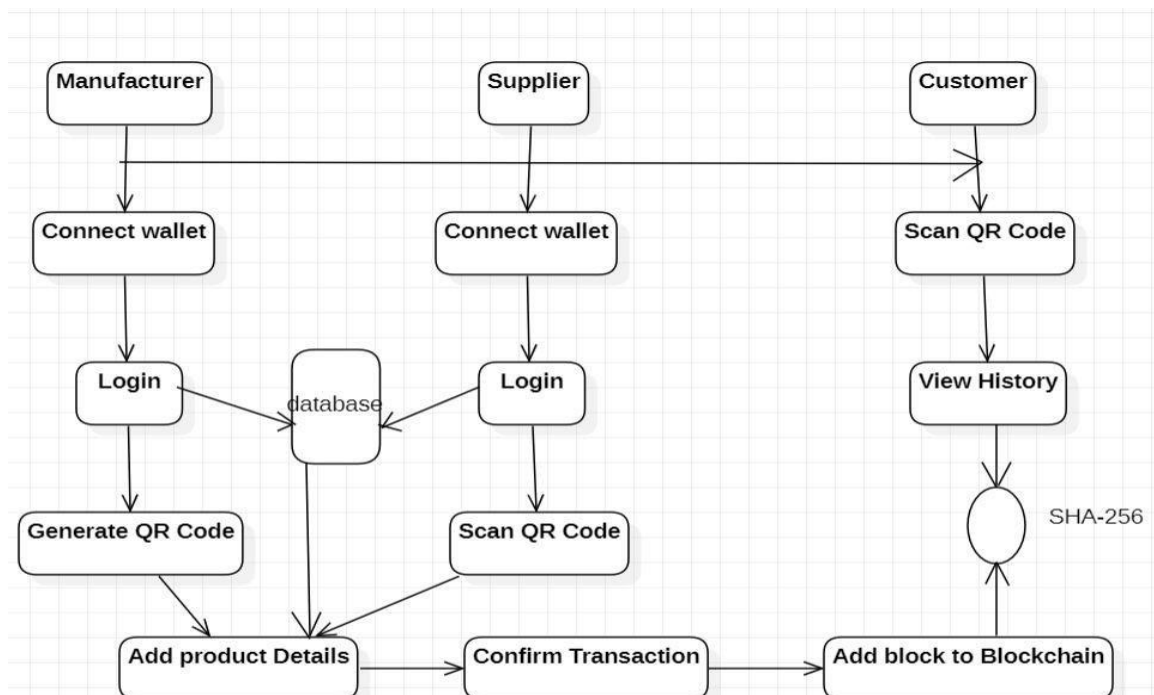 Manufacturer
Supplier
Customer
Connect wallet
Connect wallet
Scan QR Code
Login
database
Login
View History
Generate QR Code
Scan QR Code
SHA-256
Add product Details
Confirm Transaction
Add block to Blockchain